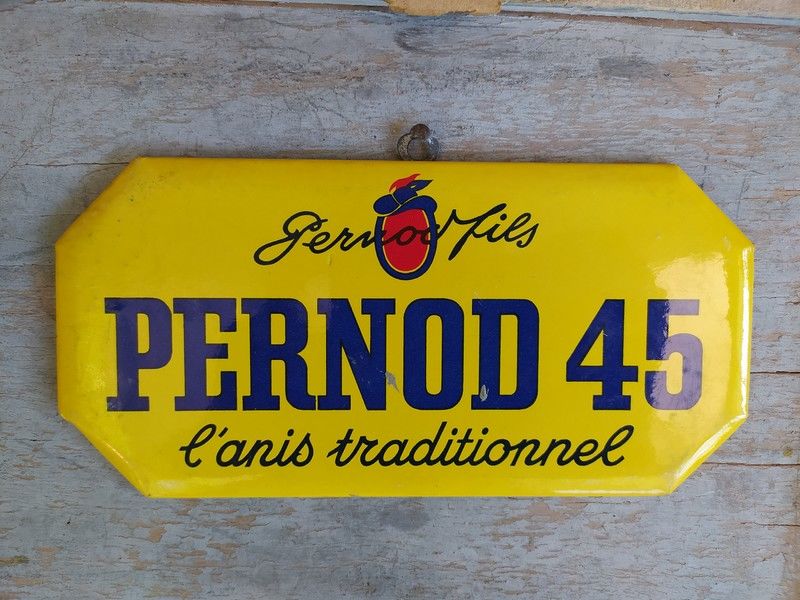 Pernod fils
PERNOD 45
l'anis traditionnel